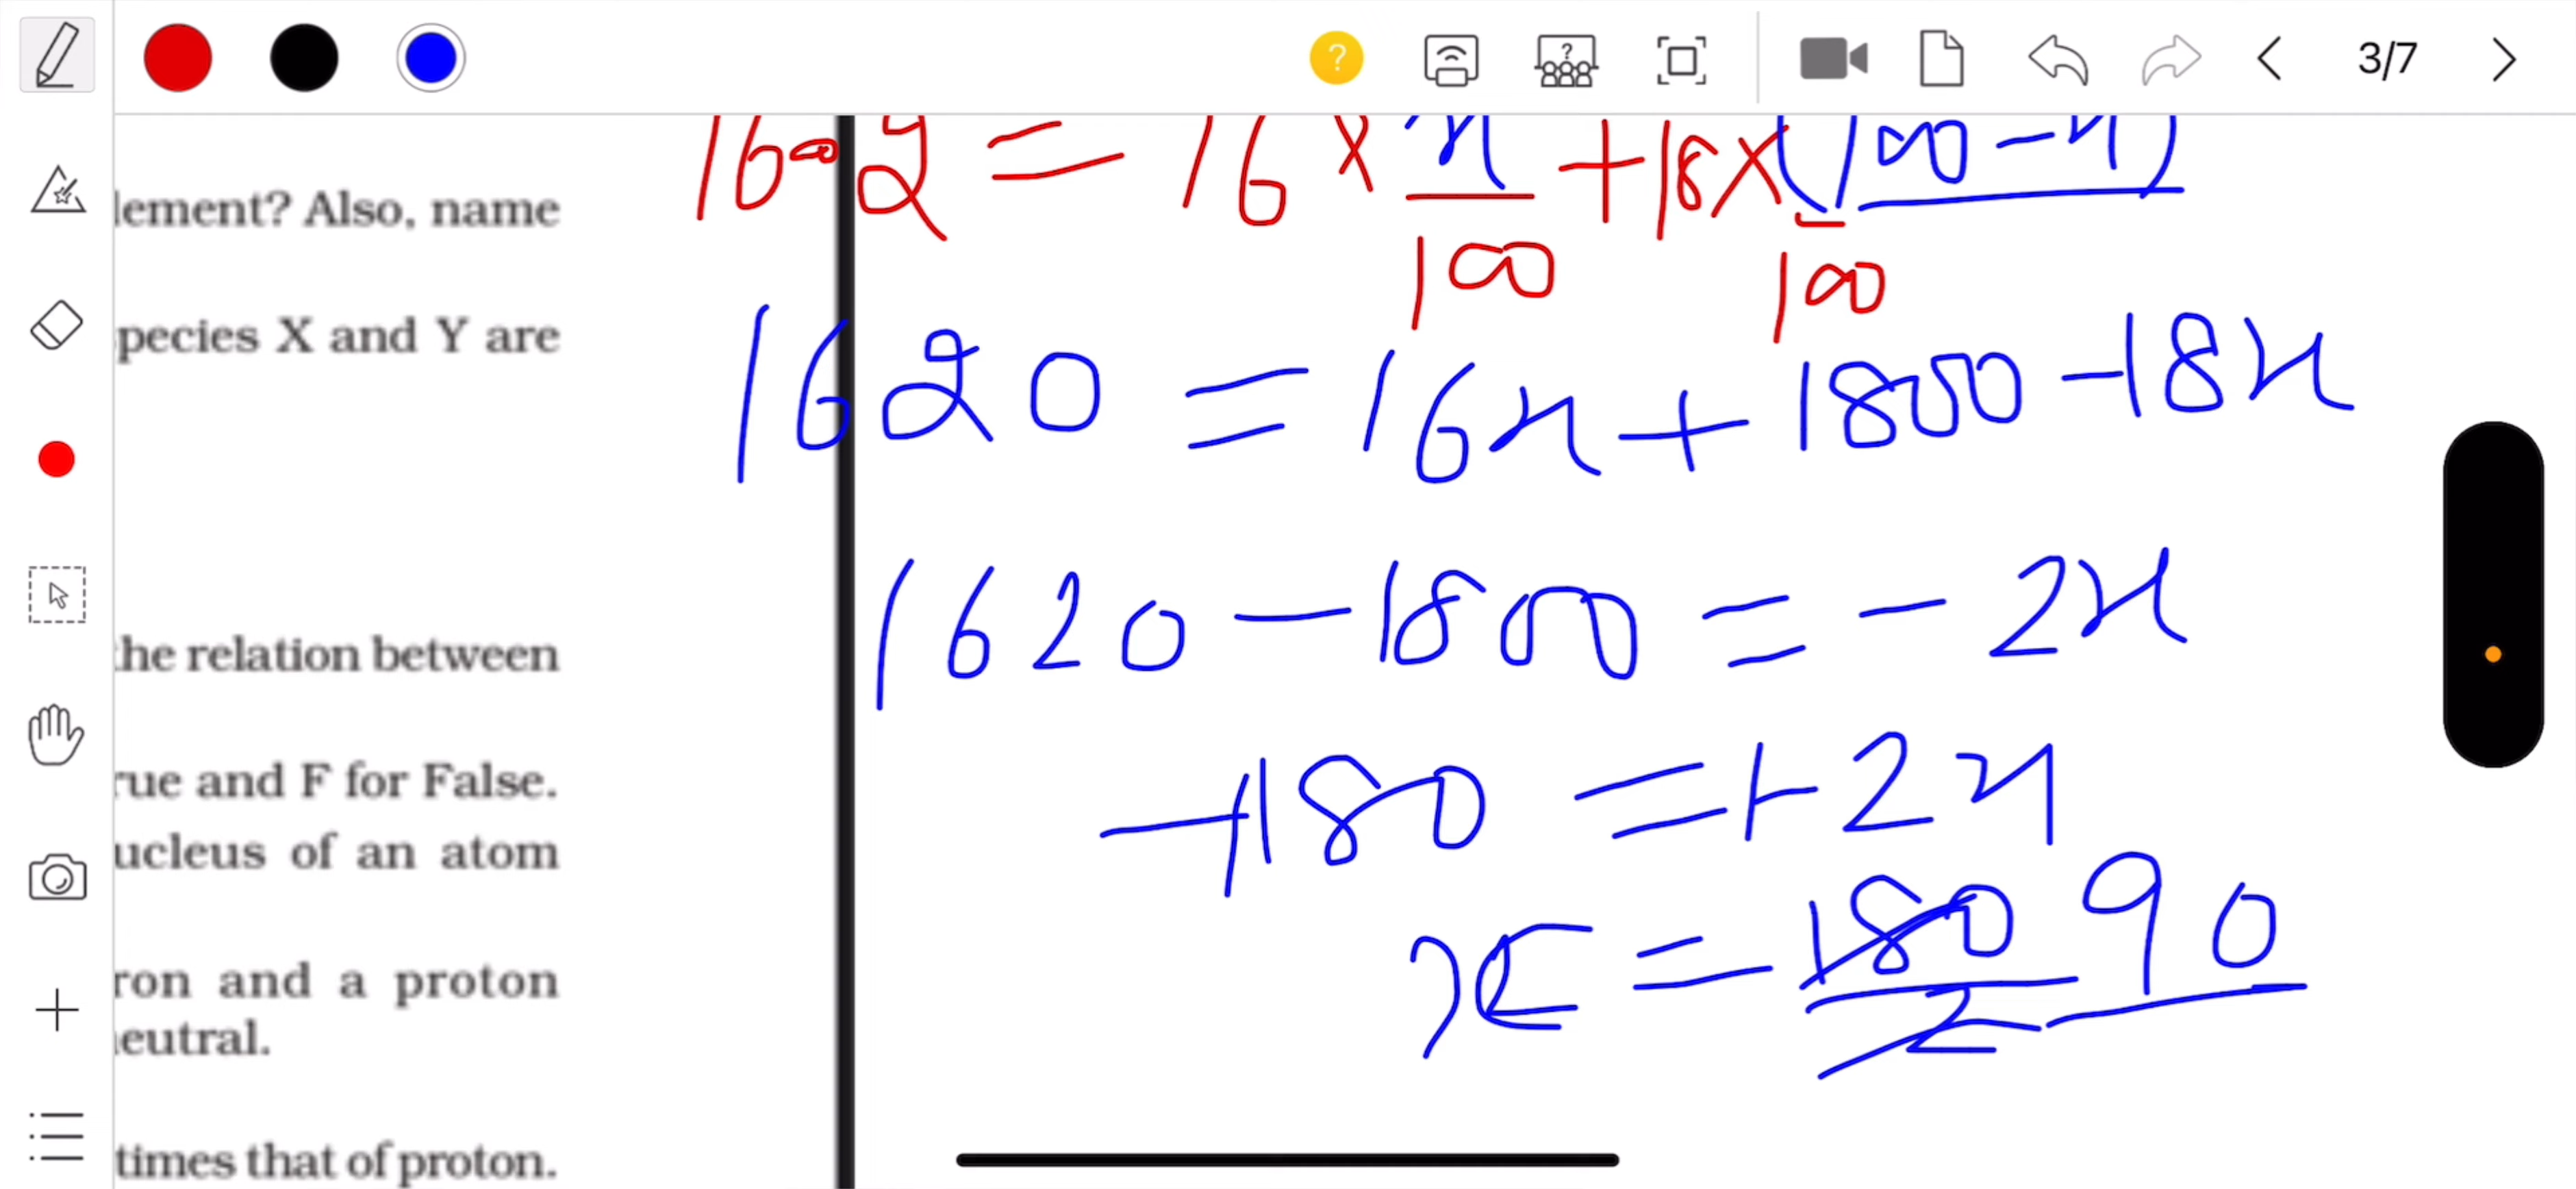 3/7
lement? Also, name
pecies X and Y are
he relation between
rue and F for False.
ucleus of an atom
ron and a proton
eutral.
times that of proton.
16.2 = 16 × x/100 + 18 × (100 - x)/100
1620 = 16x + 1800 - 18x
1620 - 1800 = - 2x
-180 = -2x
x = 180/2 90